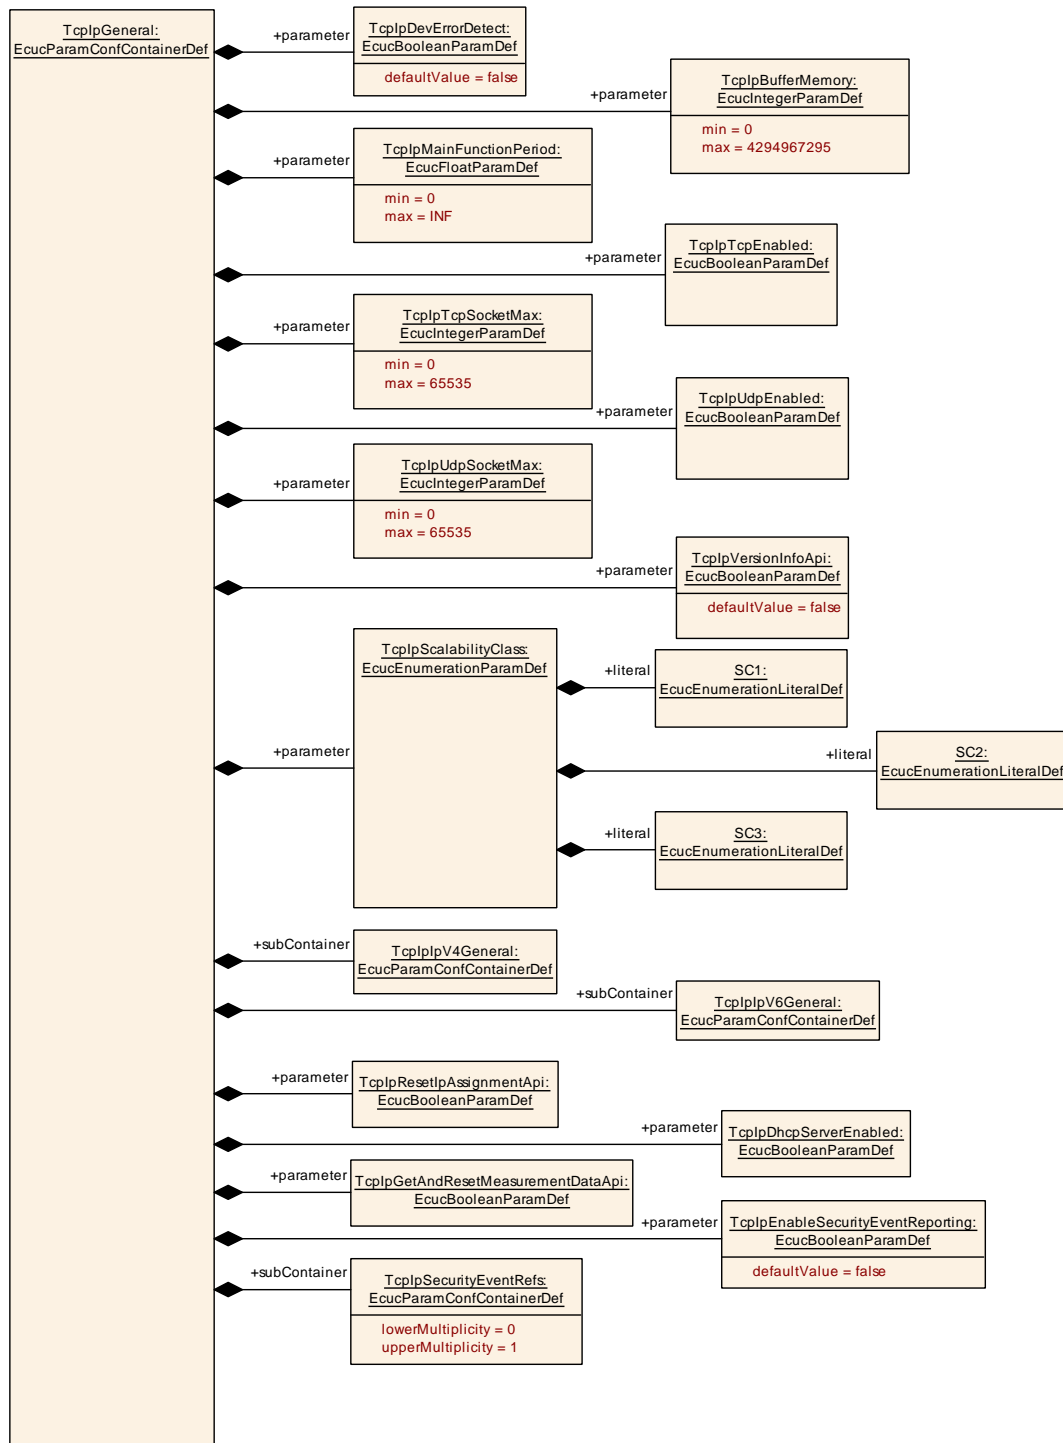 TcpIpGeneral:
EcucParamConfContainerDef
+parameter
TcpIpDevErrorDetect:
EcucBooleanParamDef
defaultValue = false
+parameter
TcpIpBufferMemory:
EcucIntegerParamDef
min = 0
max = 4294967295
+parameter
TcpIpMainFunctionPeriod:
EcucFloatParamDef
min = 0
max = INF
+parameter
TcpIpTcpEnabled:
EcucBooleanParamDef
+parameter
TcpIpTcpSocketMax:
EcucIntegerParamDef
min = 0
max = 65535
+parameter
TcpIpUdpEnabled:
EcucBooleanParamDef
+parameter
TcpIpUdpSocketMax:
EcucIntegerParamDef
min = 0
max = 65535
+parameter
TcpIpVersionInfoApi:
EcucBooleanParamDef
defaultValue = false
+parameter
TcpIpScalabilityClass:
EcucEnumerationParamDef
+literal
SC1:
EcucEnumerationLiteralDef
+literal
SC2:
EcucEnumerationLiteralDef
+literal
SC3:
EcucEnumerationLiteralDef
+subContainer
TcpIpIpV4General:
EcucParamConfContainerDef
+subContainer
TcpIpIpV6General:
EcucParamConfContainerDef
+parameter
TcpIpResetIpAssignmentApi:
EcucBooleanParamDef
+parameter
TcpIpDhcpServerEnabled:
EcucBooleanParamDef
+parameter
TcpIpGetAndResetMeasurementDataApi:
EcucBooleanParamDef
+parameter
TcpIpEnableSecurityEventReporting:
EcucBooleanParamDef
defaultValue = false
+subContainer
TcpIpSecurityEventRefs:
EcucParamConfContainerDef
lowerMultiplicity = 0
upperMultiplicity = 1